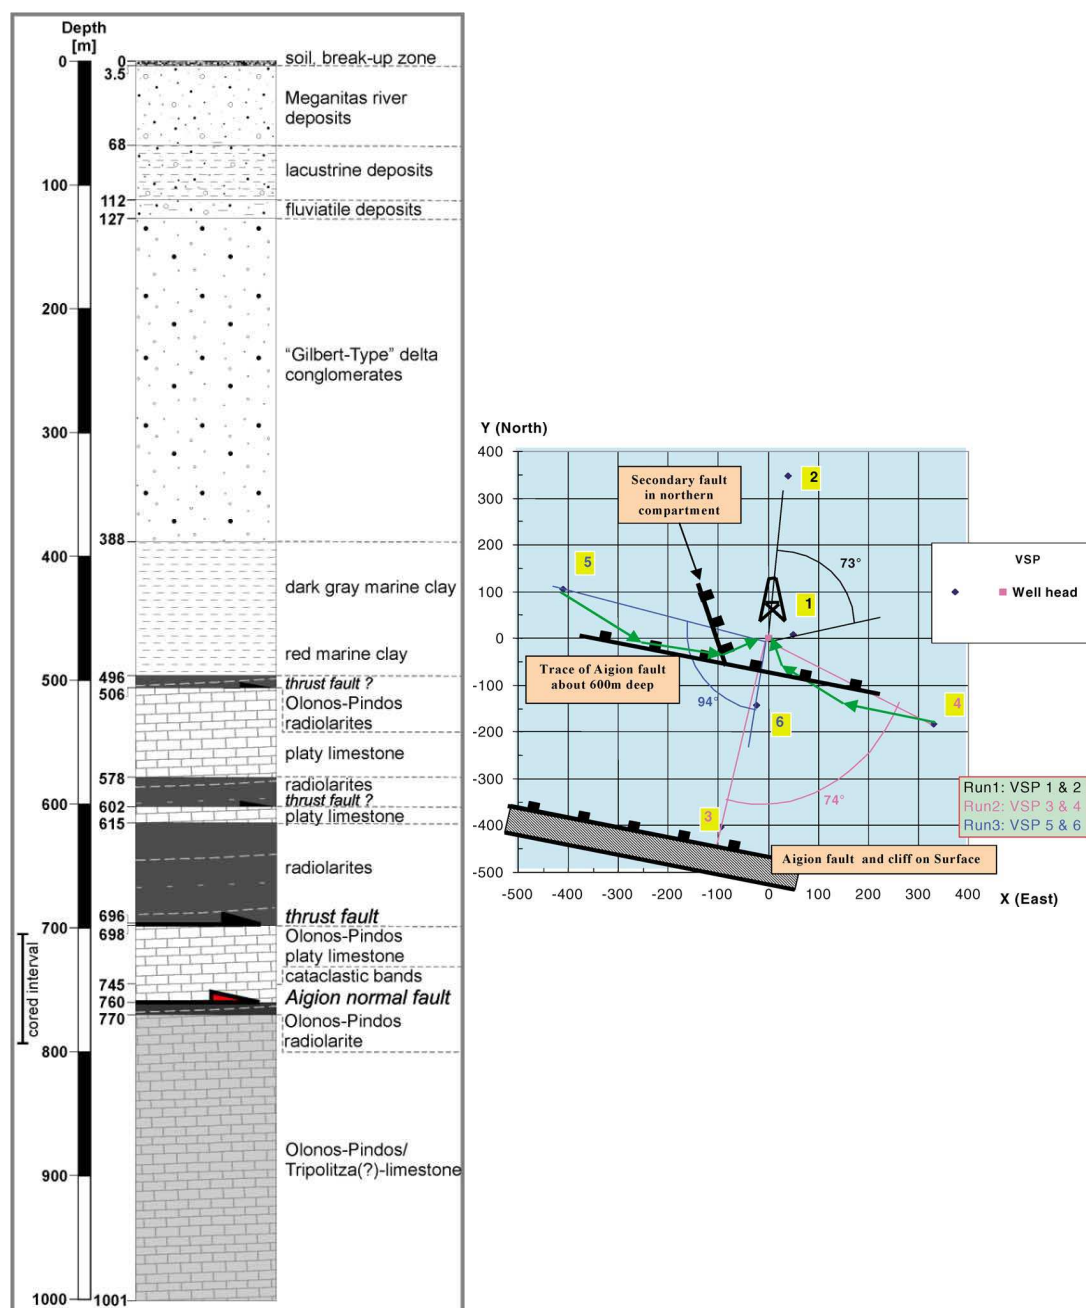 Depth
[m]
0
0
soil, break-up zone
3.5
Meganitas river
deposits
68
lacustrine deposits
100
112
fluviatile deposits
127
200
"Gilbert-Type" delta
conglomerates
300
388
400
dark gray marine clay
red marine clay
496
500
thrust fault ?
506
Olonos-Pindos
radiolarites
platy limestone
578
radiolarites
thrust fault ?
600
602
platy limestone
615
radiolarites
696
thrust fault
700
698
Olonos-Pindos
platy limestone
cored interval
cataclastic bands
745
Aigion normal fault
760
770
Olonos-Pindos
radiolarite
800
Olonos-Pindos/
Tripolitza(?)-limestone
900
1000
1001
Y (North)
400
300
200
100
0
-100
-200
-300
-400
-500
-500
-400
-300
-200
-100
0
100
200
300
400
X (East)
Secondary fault
in northern
compartment
2
73°
5
1
Trace of Aigion fault
about 600m deep
94°
6
4
74°
3
Aigion fault and cliff on Surface
VSP
Well head
Run1: VSP 1 & 2
Run2: VSP 3 & 4
Run3: VSP 5 & 6